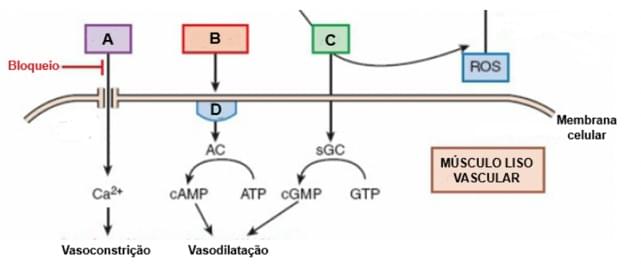 A
B
C
Bloqueio
ROS
D
Membrana
celular
AC
sGC
MÚSCULO LISO
VASCULAR
Ca2+
cAMP
ATP
cGMP
GTP
Vasoconstrição
Vasodilatação